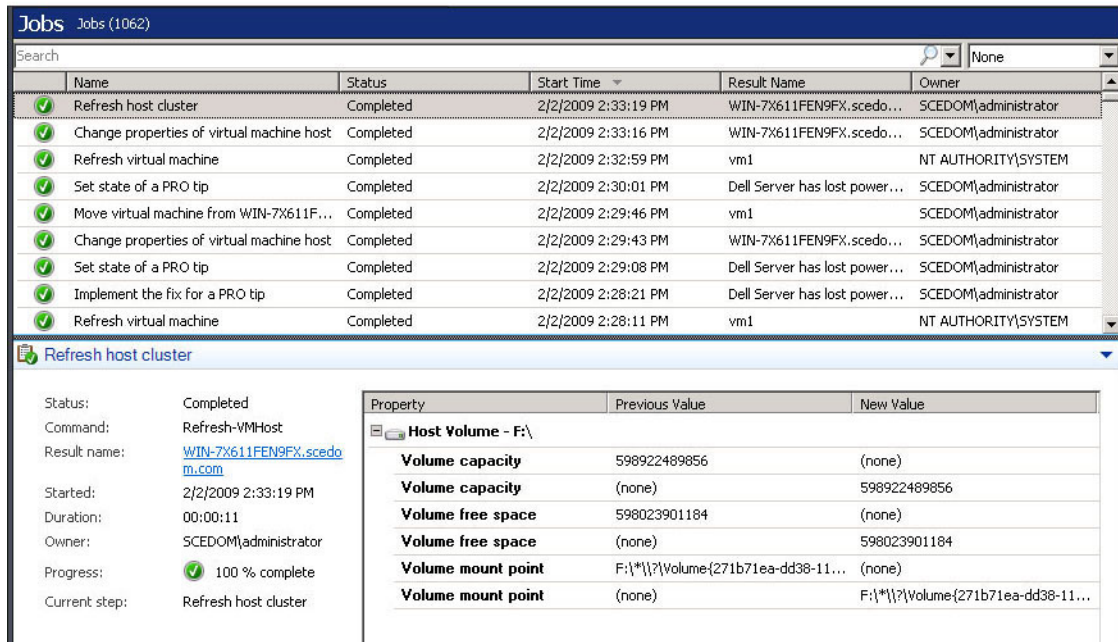 Jobs Jobs (1062)
Search None
Name Status Start Time Result Name Owner
Refresh host cluster Completed 2/2/2009 2:33:19 PM WIN-7X611FEN9FX.scedo... SCEDOM\administrator
Change properties of virtual machine host Completed 2/2/2009 2:33:16 PM WIN-7X611FEN9FX.scedo... SCEDOM\administrator
Refresh virtual machine Completed 2/2/2009 2:32:59 PM vm1 NT AUTHORITY\SYSTEM
Set state of a PRO tip Completed 2/2/2009 2:30:01 PM Dell Server has lost power... SCEDOM\administrator
Move virtual machine from WIN-7X611F... Completed 2/2/2009 2:29:46 PM vm1 SCEDOM\administrator
Change properties of virtual machine host Completed 2/2/2009 2:29:43 PM WIN-7X611FEN9FX.scedo... SCEDOM\administrator
Set state of a PRO tip Completed 2/2/2009 2:29:08 PM Dell Server has lost power... SCEDOM\administrator
Implement the fix for a PRO tip Completed 2/2/2009 2:28:21 PM Dell Server has lost power... SCEDOM\administrator
Refresh virtual machine Completed 2/2/2009 2:28:11 PM vm1 NT AUTHORITY\SYSTEM
Refresh host cluster
Status: Completed
Command: Refresh-VMHost
Result name: WIN-7X611FEN9FX.scedo
m.com
Started: 2/2/2009 2:33:19 PM
Duration: 00:00:11
Owner: SCEDOM\administrator
Progress: 100 % complete
Current step: Refresh host cluster
Property Previous Value New Value
Host Volume - F:\
Volume capacity 598922489856 (none)
Volume capacity (none) 598922489856
Volume free space 598023901184 (none)
Volume free space (none) 598023901184
Volume mount point F:\*\\?\Volume{271b71ea-dd38-11... (none)
Volume mount point (none) F:\*\\?\Volume{271b71ea-dd38-11...